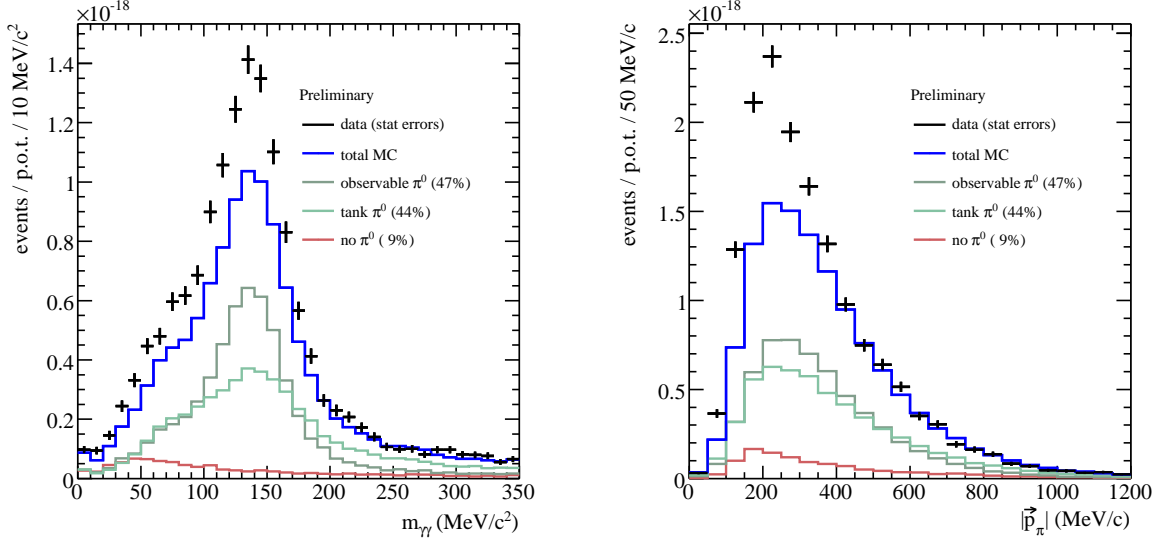 ×10⁻¹⁸
events / p.o.t. / 10 MeV/c²
1.4
1.2
1
0.8
0.6
0.4
0.2
0
Preliminary
data (stat errors)
total MC
observable π⁰ (47%)
tank π⁰ (44%)
no π⁰ ( 9%)
0 50 100 150 200 250 300 350
m_γγ (MeV/c²)
×10⁻¹⁸
events / p.o.t. / 50 MeV/c
2.5
2
1.5
1
0.5
0
Preliminary
data (stat errors)
total MC
observable π⁰ (47%)
tank π⁰ (44%)
no π⁰ ( 9%)
0 200 400 600 800 1000 1200
|p⃗_π| (MeV/c)